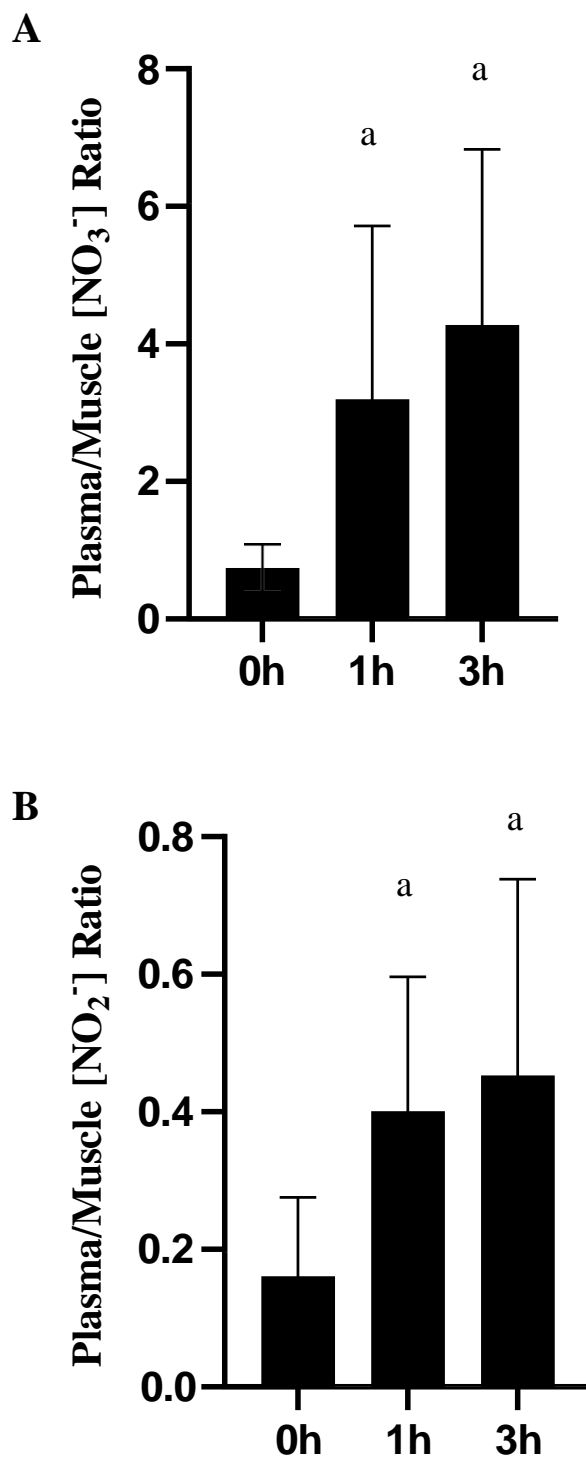 A
Plasma/Muscle [NO₃⁻] Ratio
8
6
4
2
0
a
a
0h 1h 3h
B
Plasma/Muscle [NO₂⁻] Ratio
0.8
0.6
0.4
0.2
0.0
a
a
0h 1h 3h